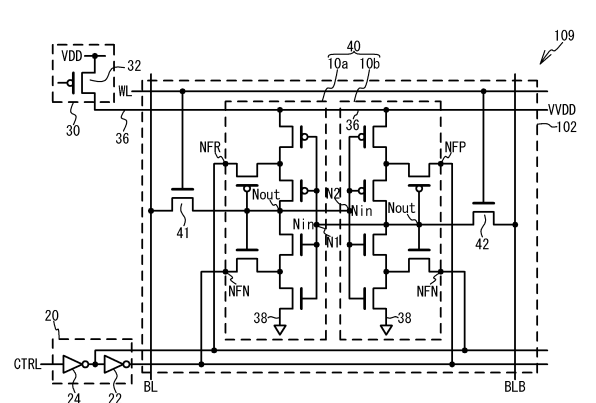 109
40
VDD
32
10a 10b
WL
VVDD
30
36
36
102
NFR
NFP
Nout
N2
Nin
Nout
41
Nin
N1
42
NFN
NFN
20
38
38
CTRL
24
22
BL
BLB